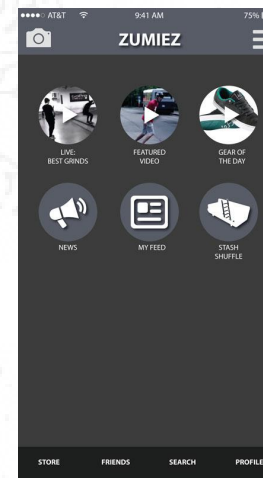 AT&T 9:41 AM 75%
ZUMIEZ
LIVE:
BEST GRINDS
FEATURED
VIDEO
GEAR OF
THE DAY
NEWS
MY FEED
STASH
SHUFFLE
STORE FRIENDS SEARCH PROFILE